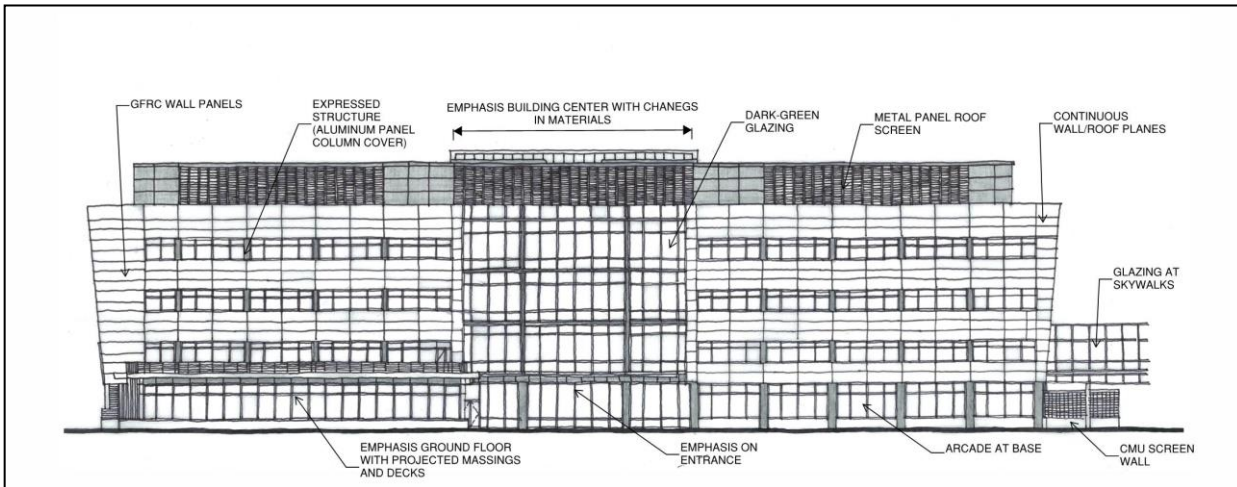 GFRC WALL PANELS
EXPRESSED
STRUCTURE
(ALUMINUM PANEL
COLUMN COVER)
EMPHASIS BUILDING CENTER WITH CHANEGS
IN MATERIALS
DARK-GREEN
GLAZING
METAL PANEL ROOF
SCREEN
CONTINUOUS
WALL/ROOF PLANES
GLAZING AT
SKYWALKS
EMPHASIS GROUND FLOOR
WITH PROJECTED MASSINGS
AND DECKS
EMPHASIS ON
ENTRANCE
ARCADE AT BASE
CMU SCREEN
WALL